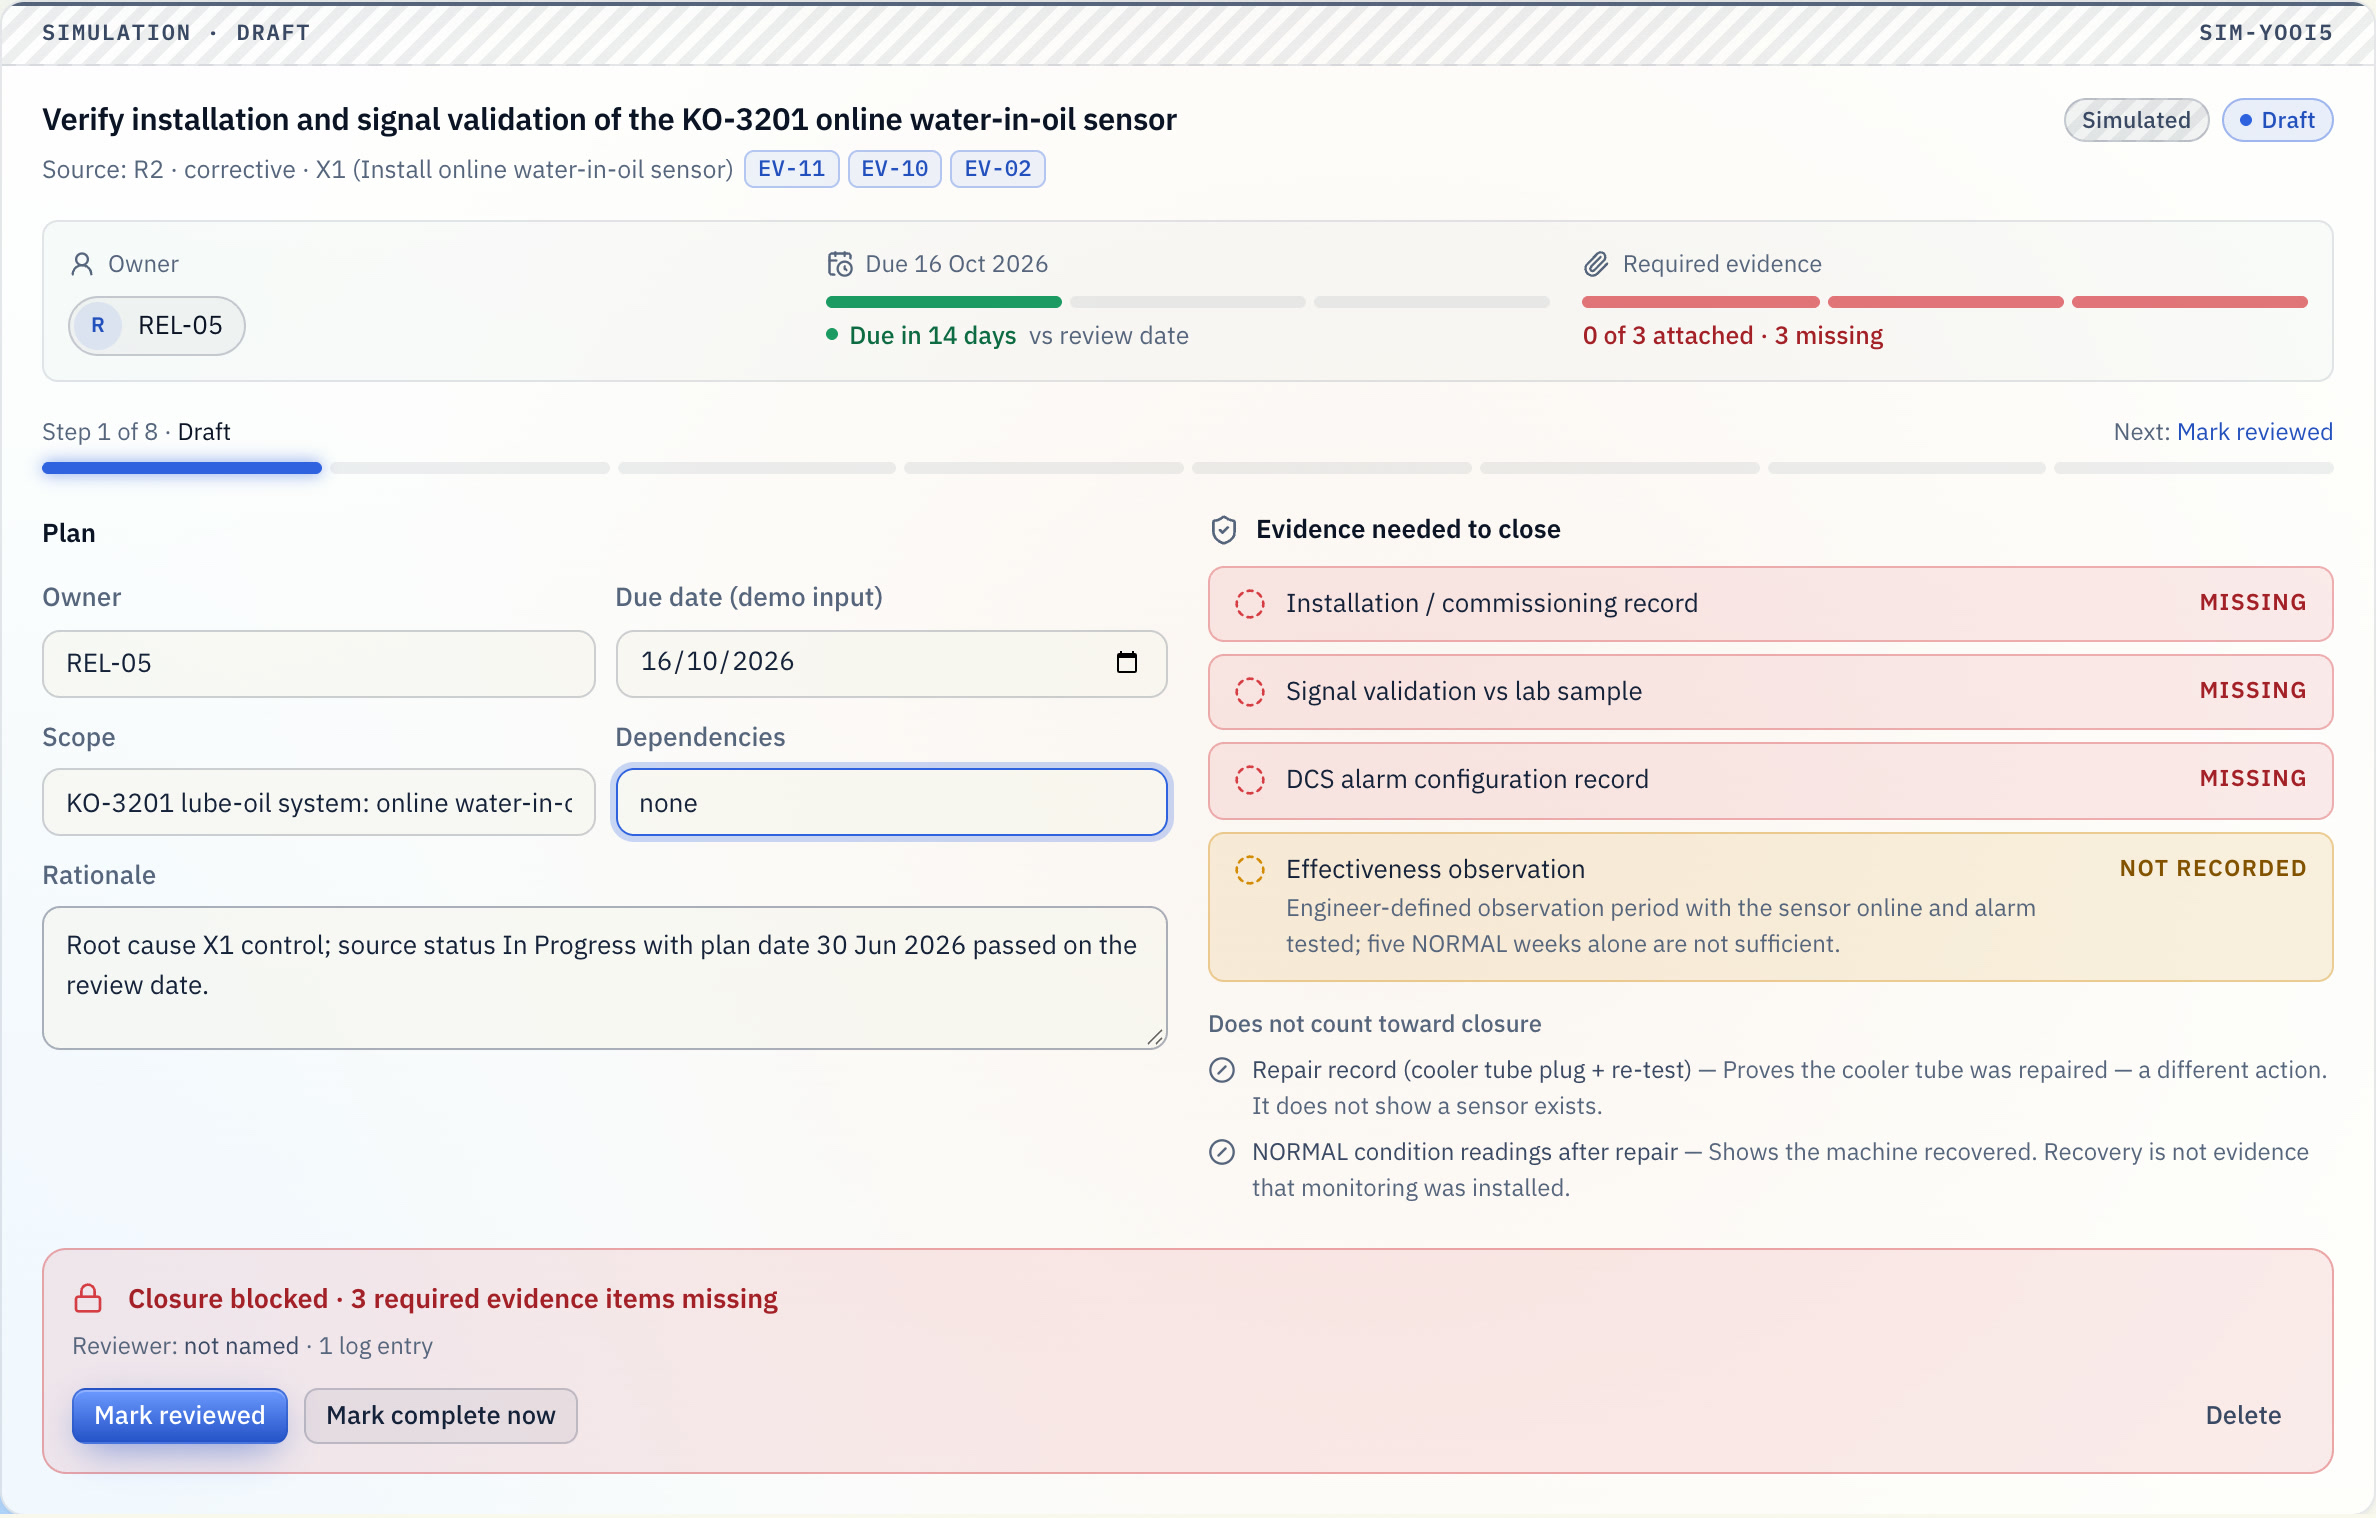 SIMULATION · DRAFT
SIM-YOOI5
Verify installation and signal validation of the KO-3201 online water-in-oil sensor
Simulated
Draft
Source: R2 · corrective · X1 (Install online water-in-oil sensor) EV-11 EV-10 EV-02
Owner
R REL-05
Due 16 Oct 2026
Due in 14 days vs review date
Required evidence
0 of 3 attached · 3 missing
Step 1 of 8 · Draft
Next: Mark reviewed
Plan
Owner
REL-05
Due date (demo input)
16/10/2026
Scope
KO-3201 lube-oil system: online water-in-
Dependencies
none
Rationale
Root cause X1 control; source status In Progress with plan date 30 Jun 2026 passed on the
review date.
Evidence needed to close
Installation / commissioning record MISSING
Signal validation vs lab sample MISSING
DCS alarm configuration record MISSING
Effectiveness observation NOT RECORDED
Engineer-defined observation period with the sensor online and alarm
tested; five NORMAL weeks alone are not sufficient.
Does not count toward closure
Repair record (cooler tube plug + re-test) — Proves the cooler tube was repaired — a different action.
It does not show a sensor exists.
NORMAL condition readings after repair — Shows the machine recovered. Recovery is not evidence
that monitoring was installed.
Closure blocked · 3 required evidence items missing
Reviewer: not named · 1 log entry
Mark reviewed
Mark complete now
Delete